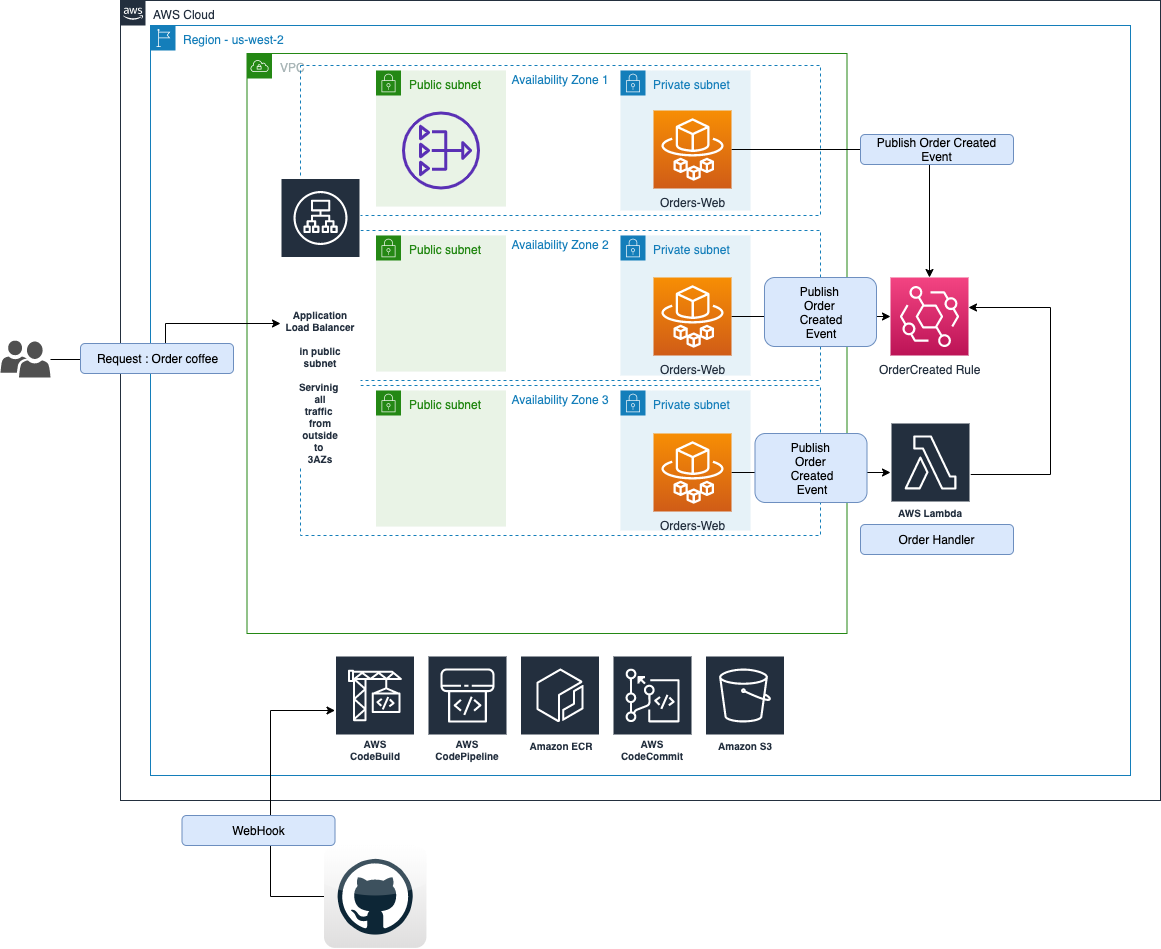 aws
AWS Cloud
Region - us-west-2
VPC
Public subnet
Availability Zone 1
Private subnet
Orders-Web
Publish Order Created
Event
Public subnet
Availability Zone 2
Private subnet
Orders-Web
Publish
Order
Created
Event
OrderCreated Rule
Application
Load Balancer
in public
subnet
Servinig
all
traffic
from
outside
to
3AZs
Request : Order coffee
Public subnet
Availability Zone 3
Private subnet
Orders-Web
Publish
Order
Created
Event
AWS Lambda
Order Handler
AWS
CodeBuild
AWS
CodePipeline
Amazon ECR
AWS
CodeCommit
Amazon S3
WebHook